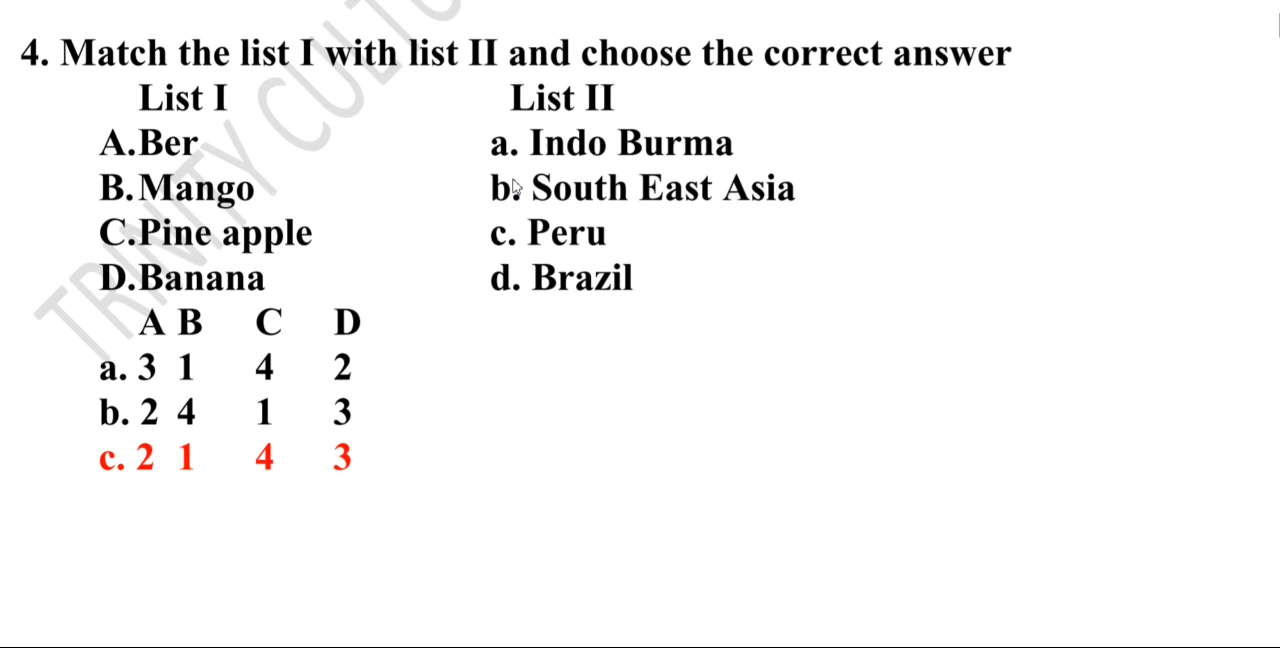 4. Match the list I with list II and choose the correct answer
List I List II
A.Ber a. Indo Burma
B.Mango b. South East Asia
C.Pine apple c. Peru
D.Banana d. Brazil
A B C D
a. 3 1 4 2
b. 2 4 1 3
c. 2 1 4 3
TRINITY